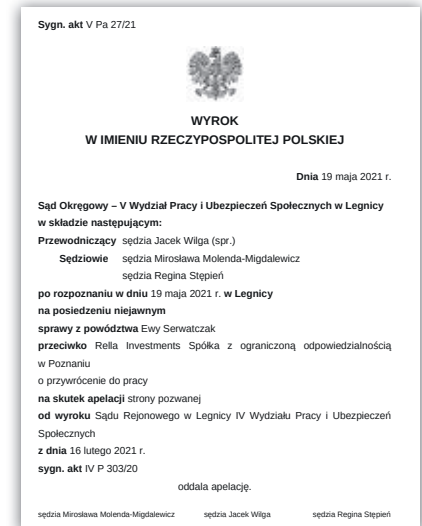 Sygn. akt V Pa 27/21
WYROK
W IMIENIU RZECZYPOSPOLITEJ POLSKIEJ
Dnia 19 maja 2021 r.
Sąd Okręgowy – V Wydział Pracy i Ubezpieczeń Społecznych w Legnicy
w składzie następującym:
Przewodniczący sędzia Jacek Wilga (spr.)
Sędziowie sędzia Mirosława Molenda-Migdalewicz
sędzia Regina Stępień
po rozpoznaniu w dniu 19 maja 2021 r. w Legnicy
na posiedzeniu niejawnym
sprawy z powództwa Ewy Serwatczak
przeciwko Rella Investments Spółka z ograniczoną odpowiedzialnością
w Poznaniu
o przywrócenie do pracy
na skutek apelacji strony pozwanej
od wyroku Sądu Rejonowego w Legnicy IV Wydziału Pracy i Ubezpieczeń
Społecznych
z dnia 16 lutego 2021 r.
sygn. akt IV P 303/20
oddala apelację.
sędzia Mirosława Molenda-Migdalewicz sędzia Jacek Wilga sędzia Regina Stępień